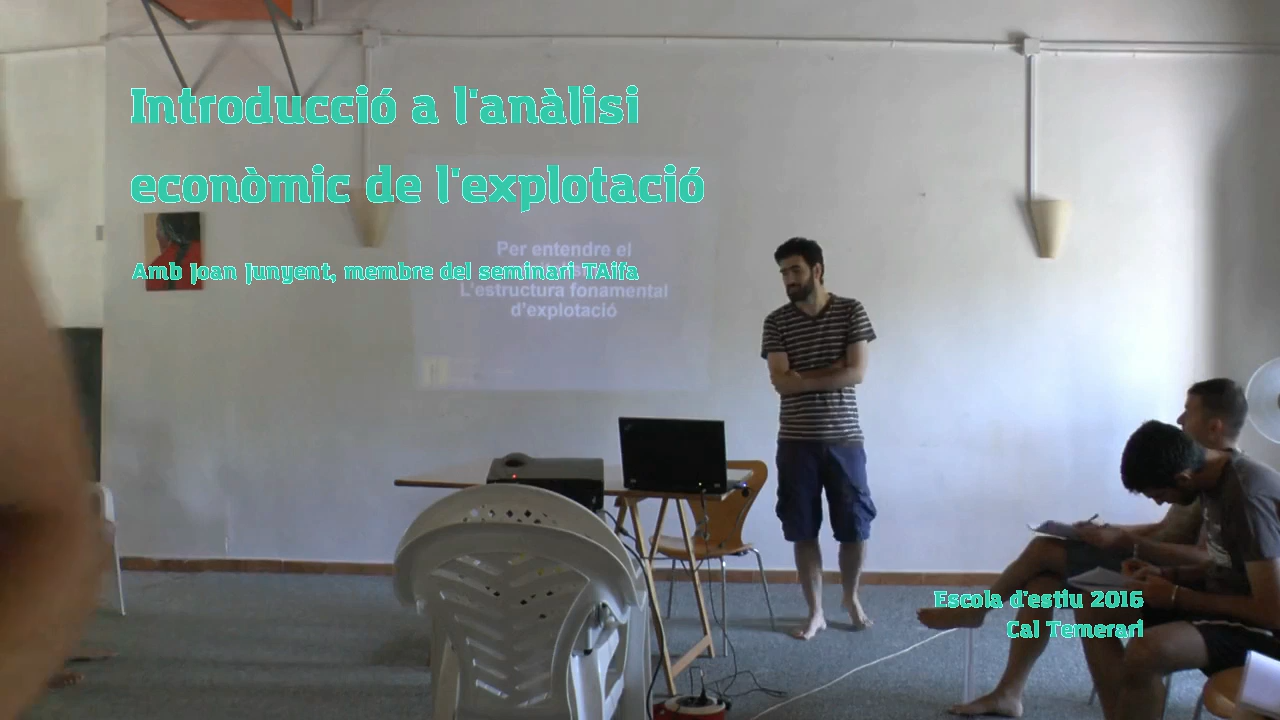 Introducció a l'anàlisi
econòmic de l'explotació
Amb Joan Junyent, membre del seminari TAifa
Per entendre el
L'estructura fonamental
d'explotació
Escola d'estiu 2016
Cal Temerari